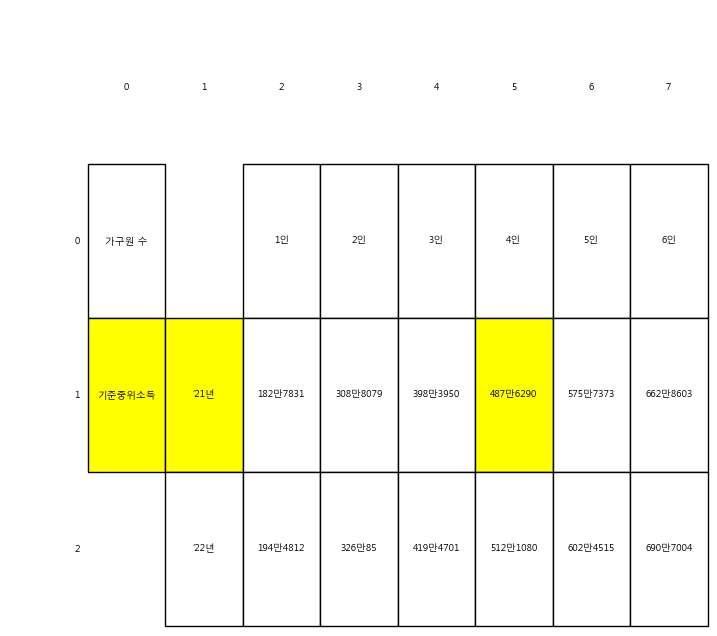 0 1 2 3 4 5 6 7
0 가구원 수 1인 2인 3인 4인 5인 6인
1 기준중위소득 '21년 182만7831 308만8079 398만3950 487만6290 575만7373 662만8603
2 '22년 194만4812 326만85 419만4701 512만1080 602만4515 690만7004